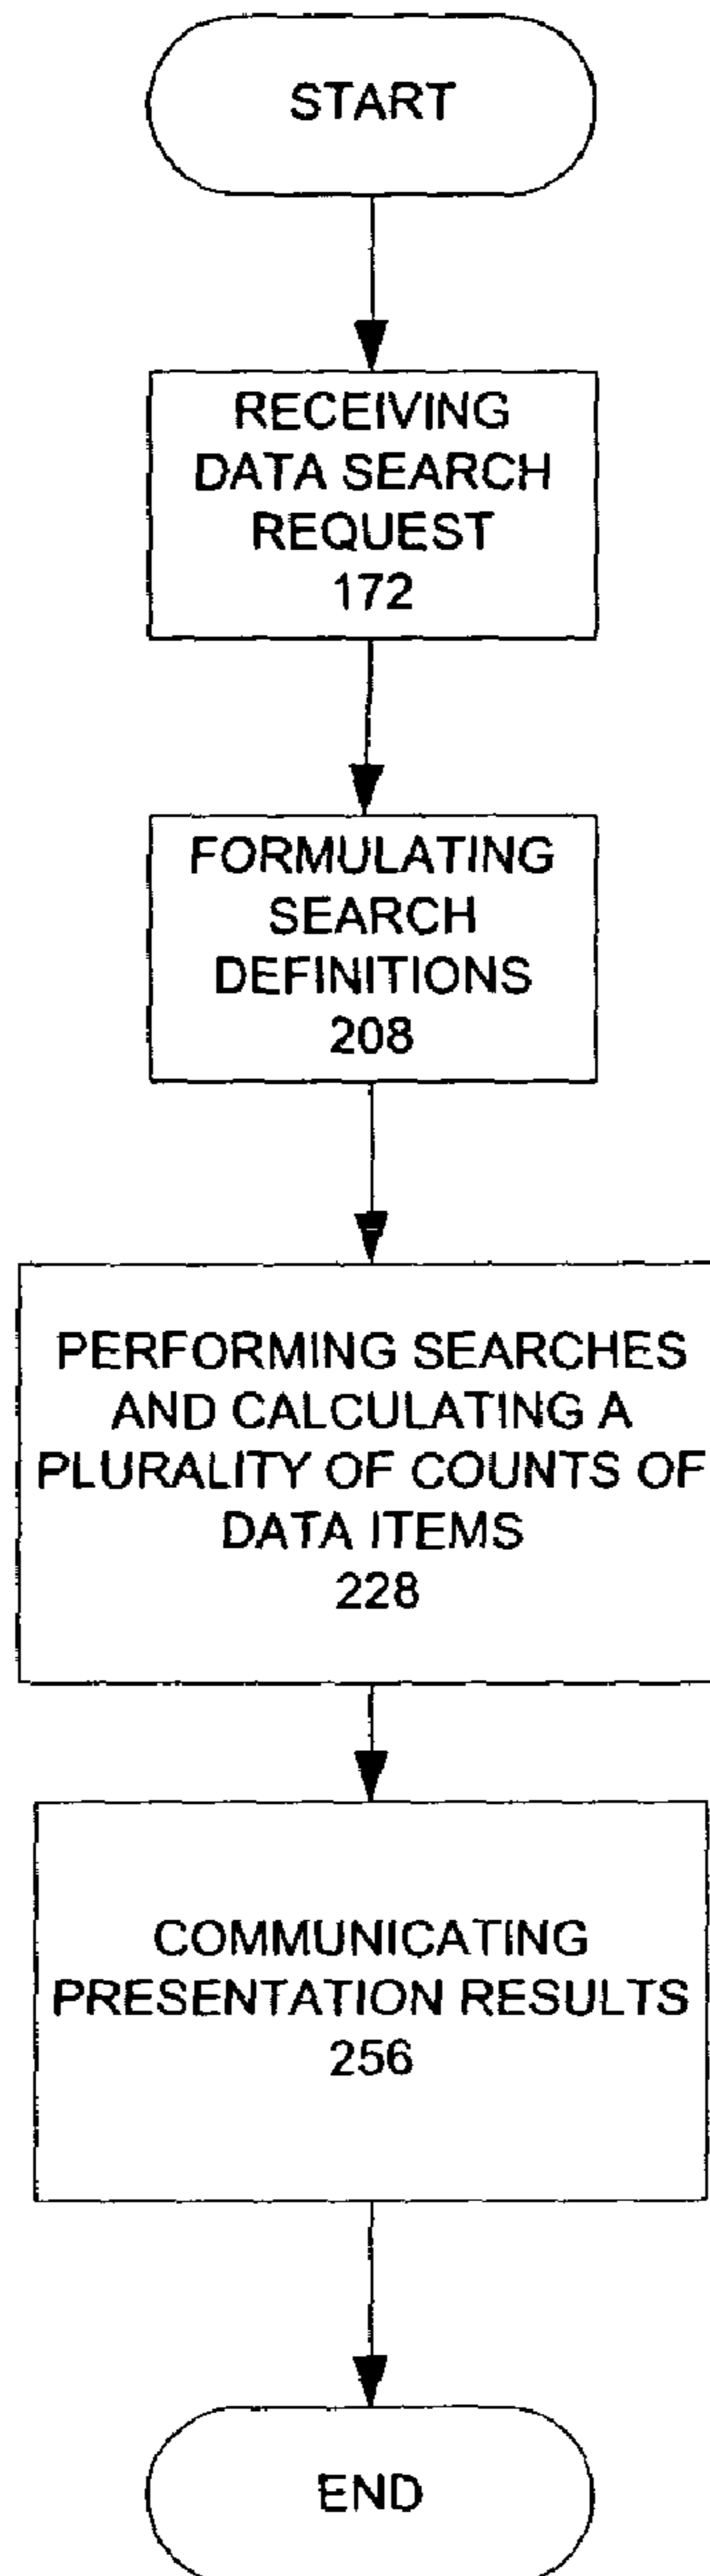 START
RECEIVING
DATA SEARCH
REQUEST
172
FORMULATING
SEARCH
DEFINITIONS
208
PERFORMING SEARCHES
AND CALCULATING A
PLURALITY OF COUNTS OF
DATA ITEMS
228
COMMUNICATING
PRESENTATION RESULTS
256
END